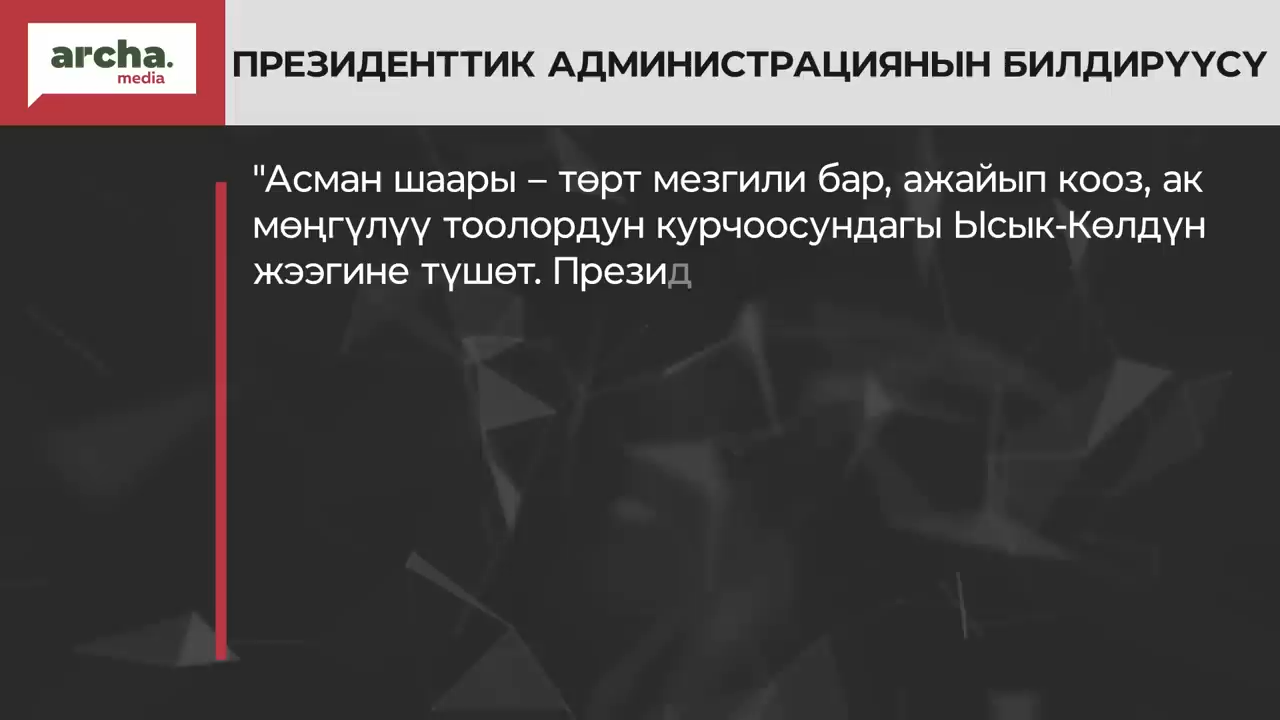 archa.
media
ПРЕЗИДЕНТТИК АДМИНИСТРАЦИЯНЫН БИЛДИРҮҮСҮ
"Асман шаары – төрт мезгили бар, ажайып кооз, ак
мөңгүлүү тоолордун курчоосундагы Ысык-Көлдүн
жээгине түшөт. Презид